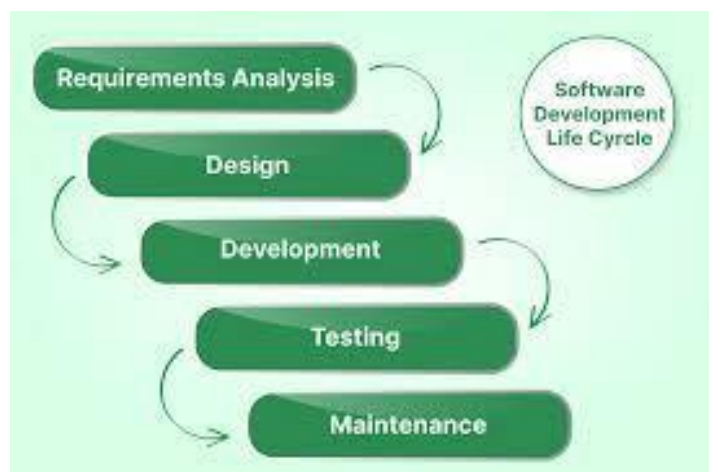 Requirements Analysis
Software
Development
Life Cyrcle
Design
Development
Testing
Maintenance